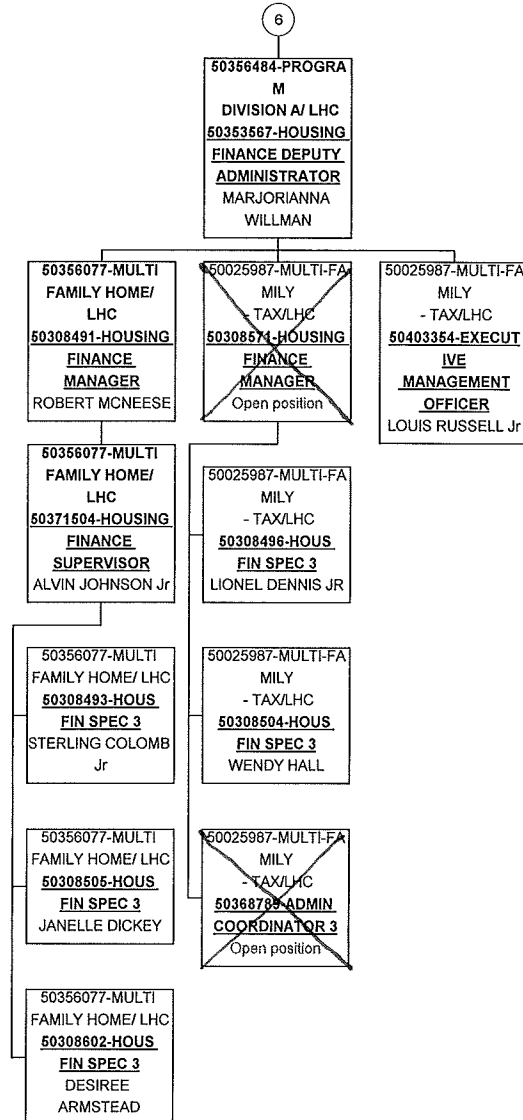 6
50356484-PROGRA
M
DIVISION A/ LHC
50353567-HOUSING
FINANCE DEPUTY
ADMINISTRATOR
MARJORIANNA
WILLMAN
50356077-MULTI
FAMILY HOME/
LHC
50308491-HOUSING
FINANCE
MANAGER
ROBERT MCNEESE
50025987-MULTI-FA
MILY
- TAX/LHC
50308571-HOUSING
FINANCE
MANAGER
Open position
50025987-MULTI-FA
MILY
- TAX/LHC
50403354-EXECUT
IVE
MANAGEMENT
OFFICER
LOUIS RUSSELL Jr
50356077-MULTI
FAMILY HOME/
LHC
50371504-HOUSING
FINANCE
SUPERVISOR
ALVIN JOHNSON Jr
50025987-MULTI-FA
MILY
- TAX/LHC
50308496-HOUS
FIN SPEC 3
LIONEL DENNIS JR
50356077-MULTI
FAMILY HOME/ LHC
50308493-HOUS
FIN SPEC 3
STERLING COLOMB
Jr
50025987-MULTI-FA
MILY
- TAX/LHC
50308504-HOUS
FIN SPEC 3
WENDY HALL
50356077-MULTI
FAMILY HOME/ LHC
50308505-HOUS
FIN SPEC 3
JANELLE DICKEY
50025987-MULTI-FA
MILY
- TAX/LHC
50368789-ADMIN
COORDINATOR 3
Open position
50356077-MULTI
FAMILY HOME/ LHC
50308602-HOUS
FIN SPEC 3
DESIREE
ARMSTEAD